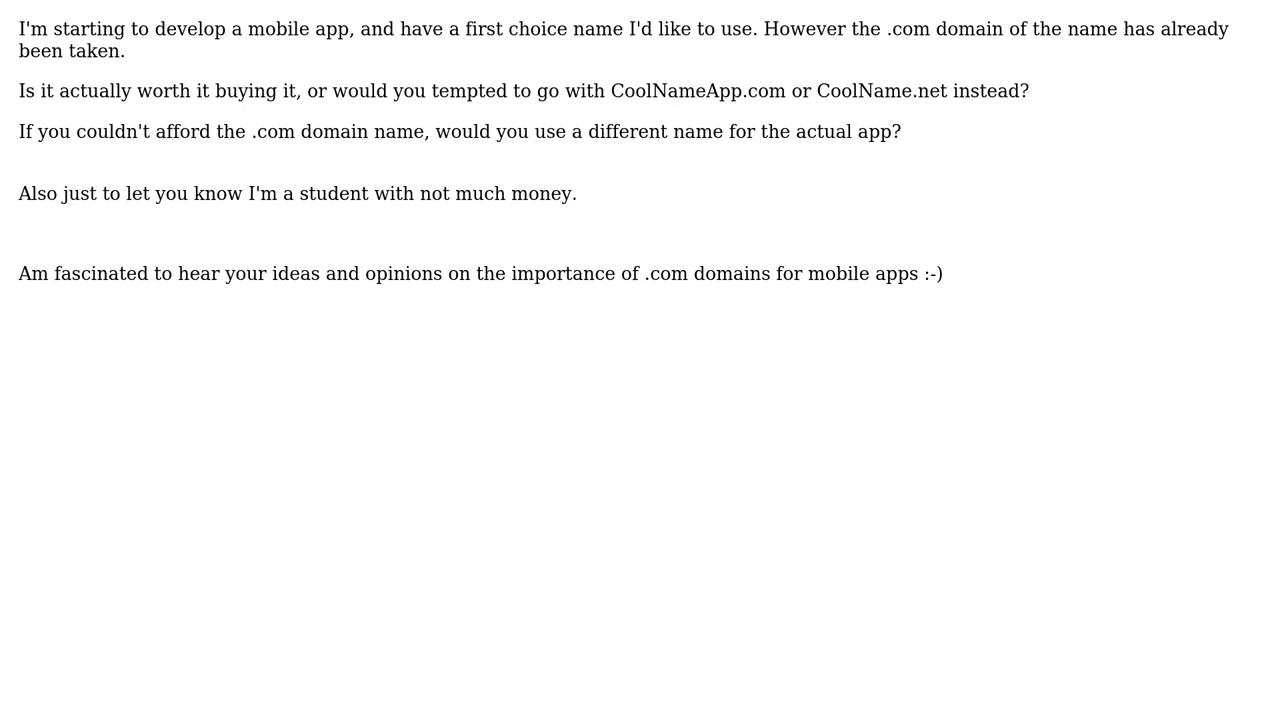 I'm starting to develop a mobile app, and have a first choice name I'd like to use. However the .com domain of the name has already
been taken.
Is it actually worth it buying it, or would you tempted to go with CoolNameApp.com or CoolName.net instead?
If you couldn't afford the .com domain name, would you use a different name for the actual app?
Also just to let you know I'm a student with not much money.
Am fascinated to hear your ideas and opinions on the importance of .com domains for mobile apps :-)